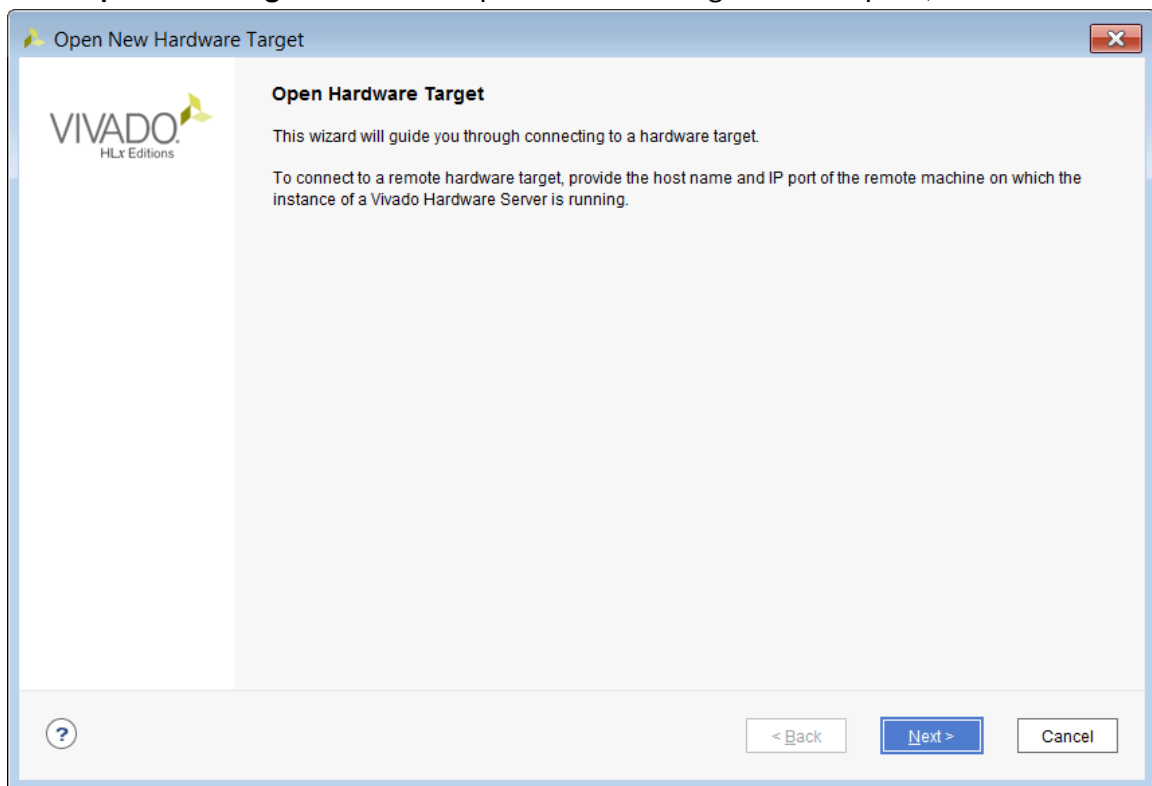 Open New Hardware Target
VIVADO.
HLx Editions
Open Hardware Target
This wizard will guide you through connecting to a hardware target.
To connect to a remote hardware target, provide the host name and IP port of the remote machine on which the
instance of a Vivado Hardware Server is running.
?
< Back
Next >
Cancel